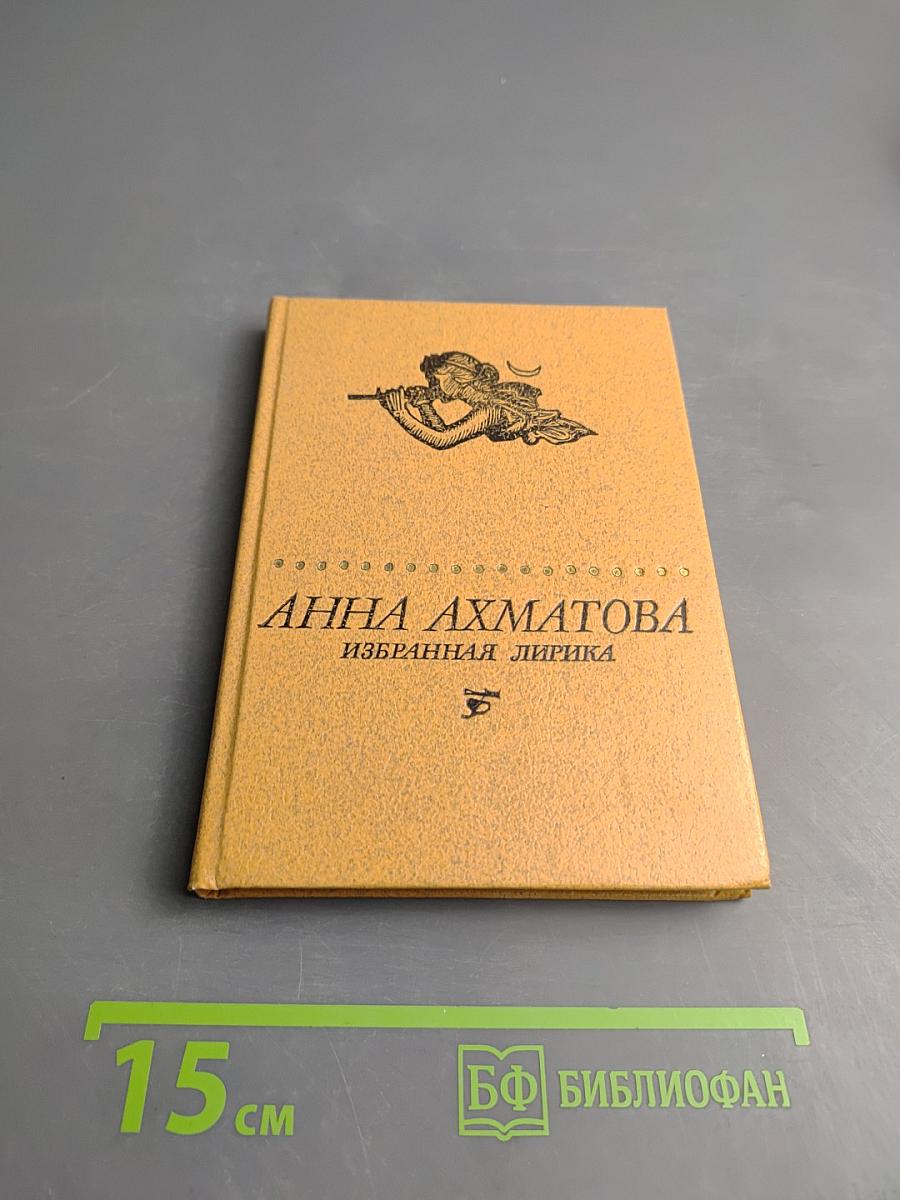 АННА АХМАТОВА
ИЗБРАННАЯ ЛИРИКА
15 см
БФ БИБЛИОФАН